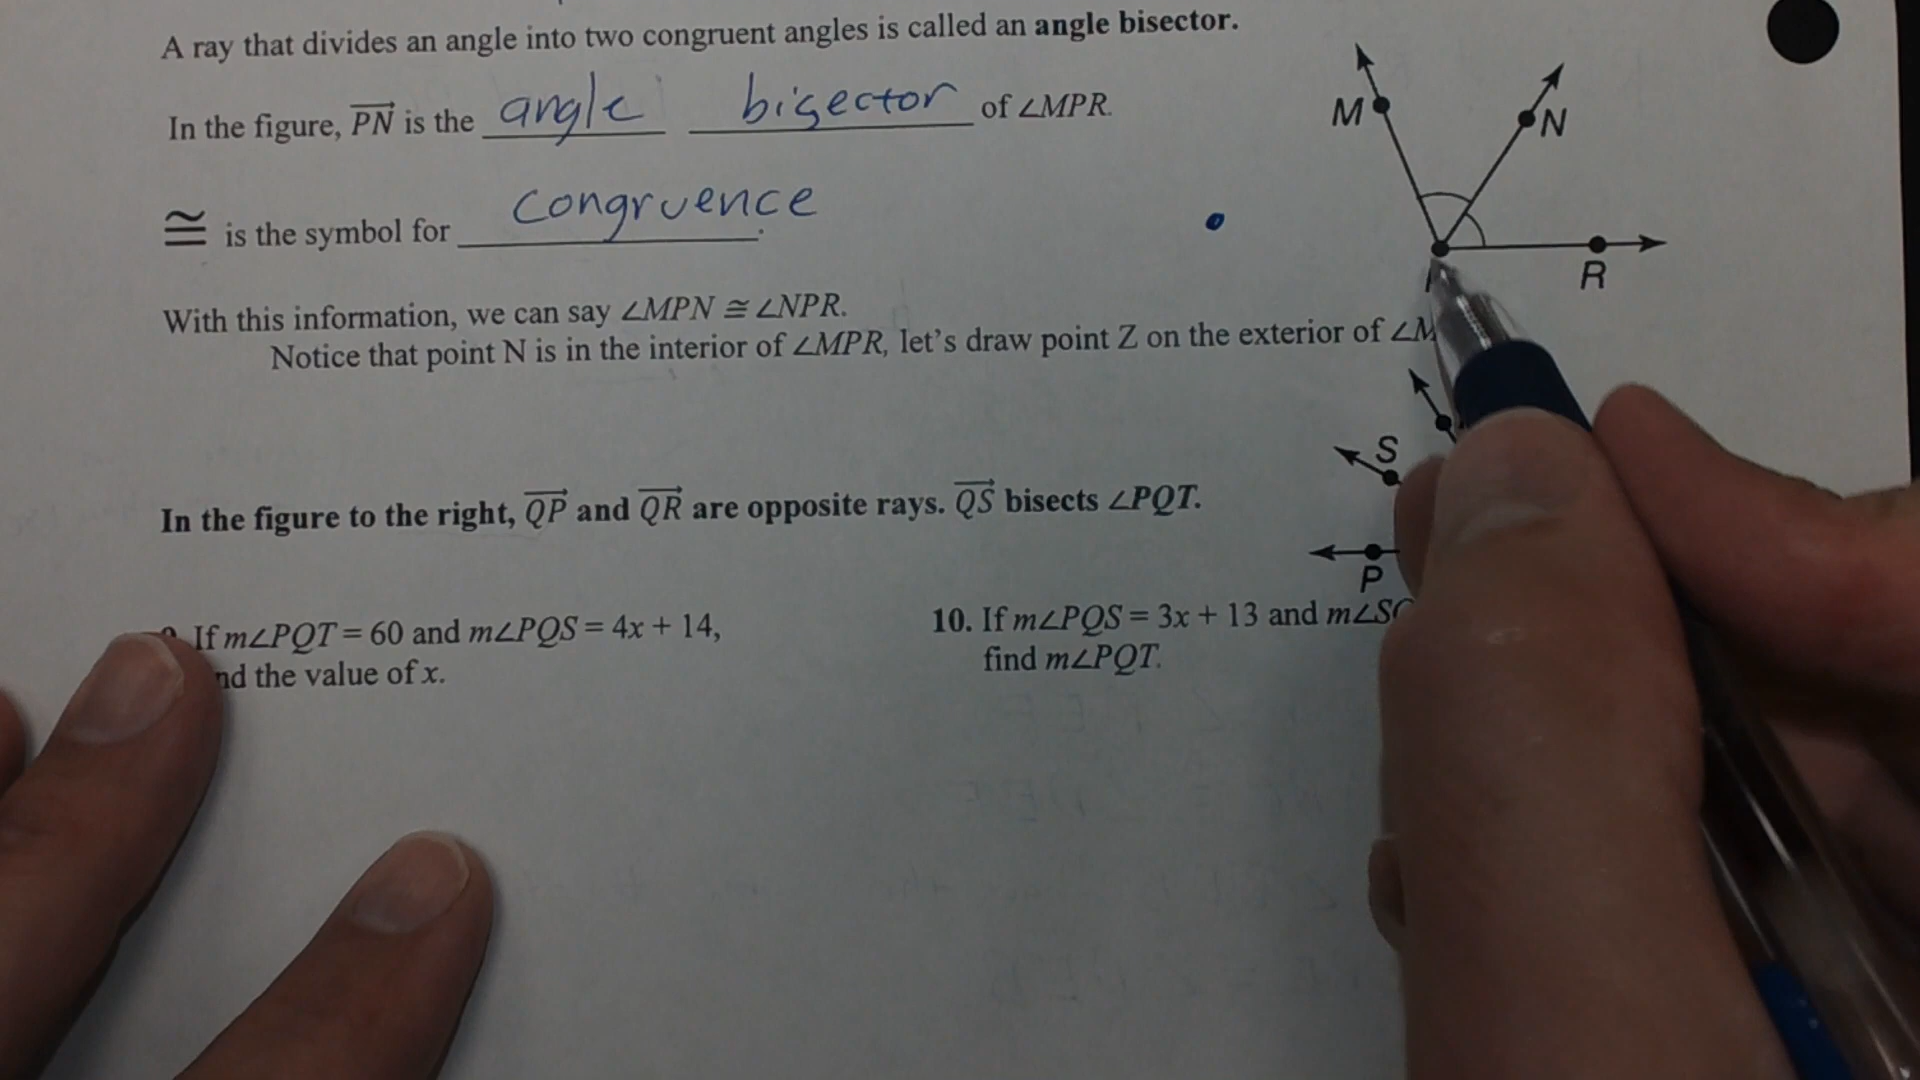 A ray that divides an angle into two congruent angles is called an angle bisector.
In the figure, PN is the angle bisector of ∠MPR.
M
N
R
≅ is the symbol for congruence.
With this information, we can say ∠MPN ≅ ∠NPR.
Notice that point N is in the interior of ∠MPR, let's draw point Z on the exterior of
S
P
In the figure to the right, QP and QR are opposite rays. QS bisects ∠PQT.
If m∠PQT = 60 and m∠PQS = 4x + 14,
the value of x.
10. If m∠PQS = 3x + 13 and
find m∠PQT.